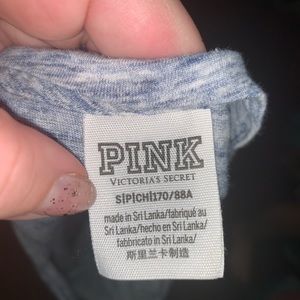 PINK
VICTORIA'S SECRET
S|P|CH|170/88A
made in Sri Lanka/fabriqué au
Sri Lanka/hecho en Sri Lanka/
fabbricato in Sri Lanka/
斯里兰卡制造